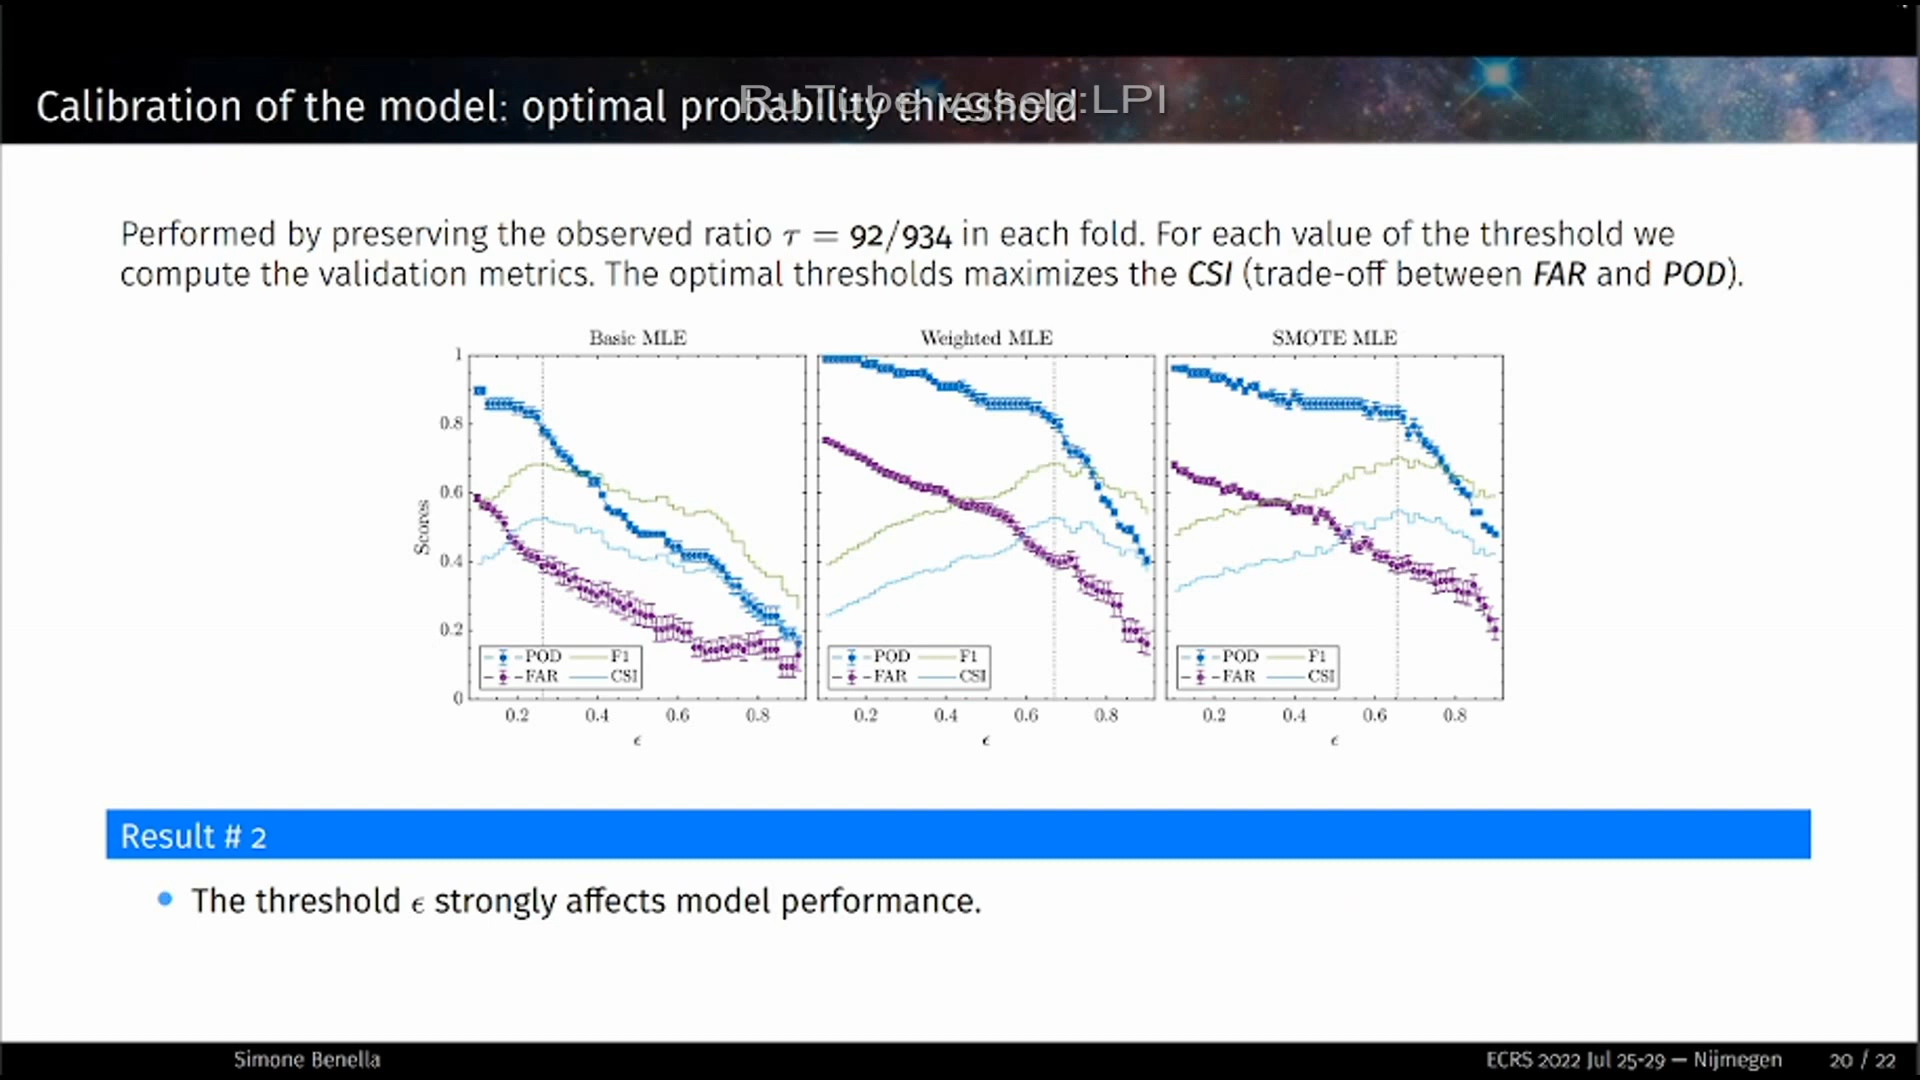 Calibration of the model: optimal probability threshold
RuTube vgsep:LPI
Performed by preserving the observed ratio τ = 92/934 in each fold. For each value of the threshold we
compute the validation metrics. The optimal thresholds maximizes the CSI (trade-off between FAR and POD).
Basic MLE Weighted MLE SMOTE MLE
Scores
1
0.8
0.6
0.4
0.2
0
POD F1 POD F1 POD F1
FAR CSI FAR CSI FAR CSI
0.2 0.4 0.6 0.8 0.2 0.4 0.6 0.8 0.2 0.4 0.6 0.8
ϵ ϵ ϵ
Result # 2
• The threshold ϵ strongly affects model performance.
Simone Benella ECRS 2022 Jul 25-29 — Nijmegen 20 / 22